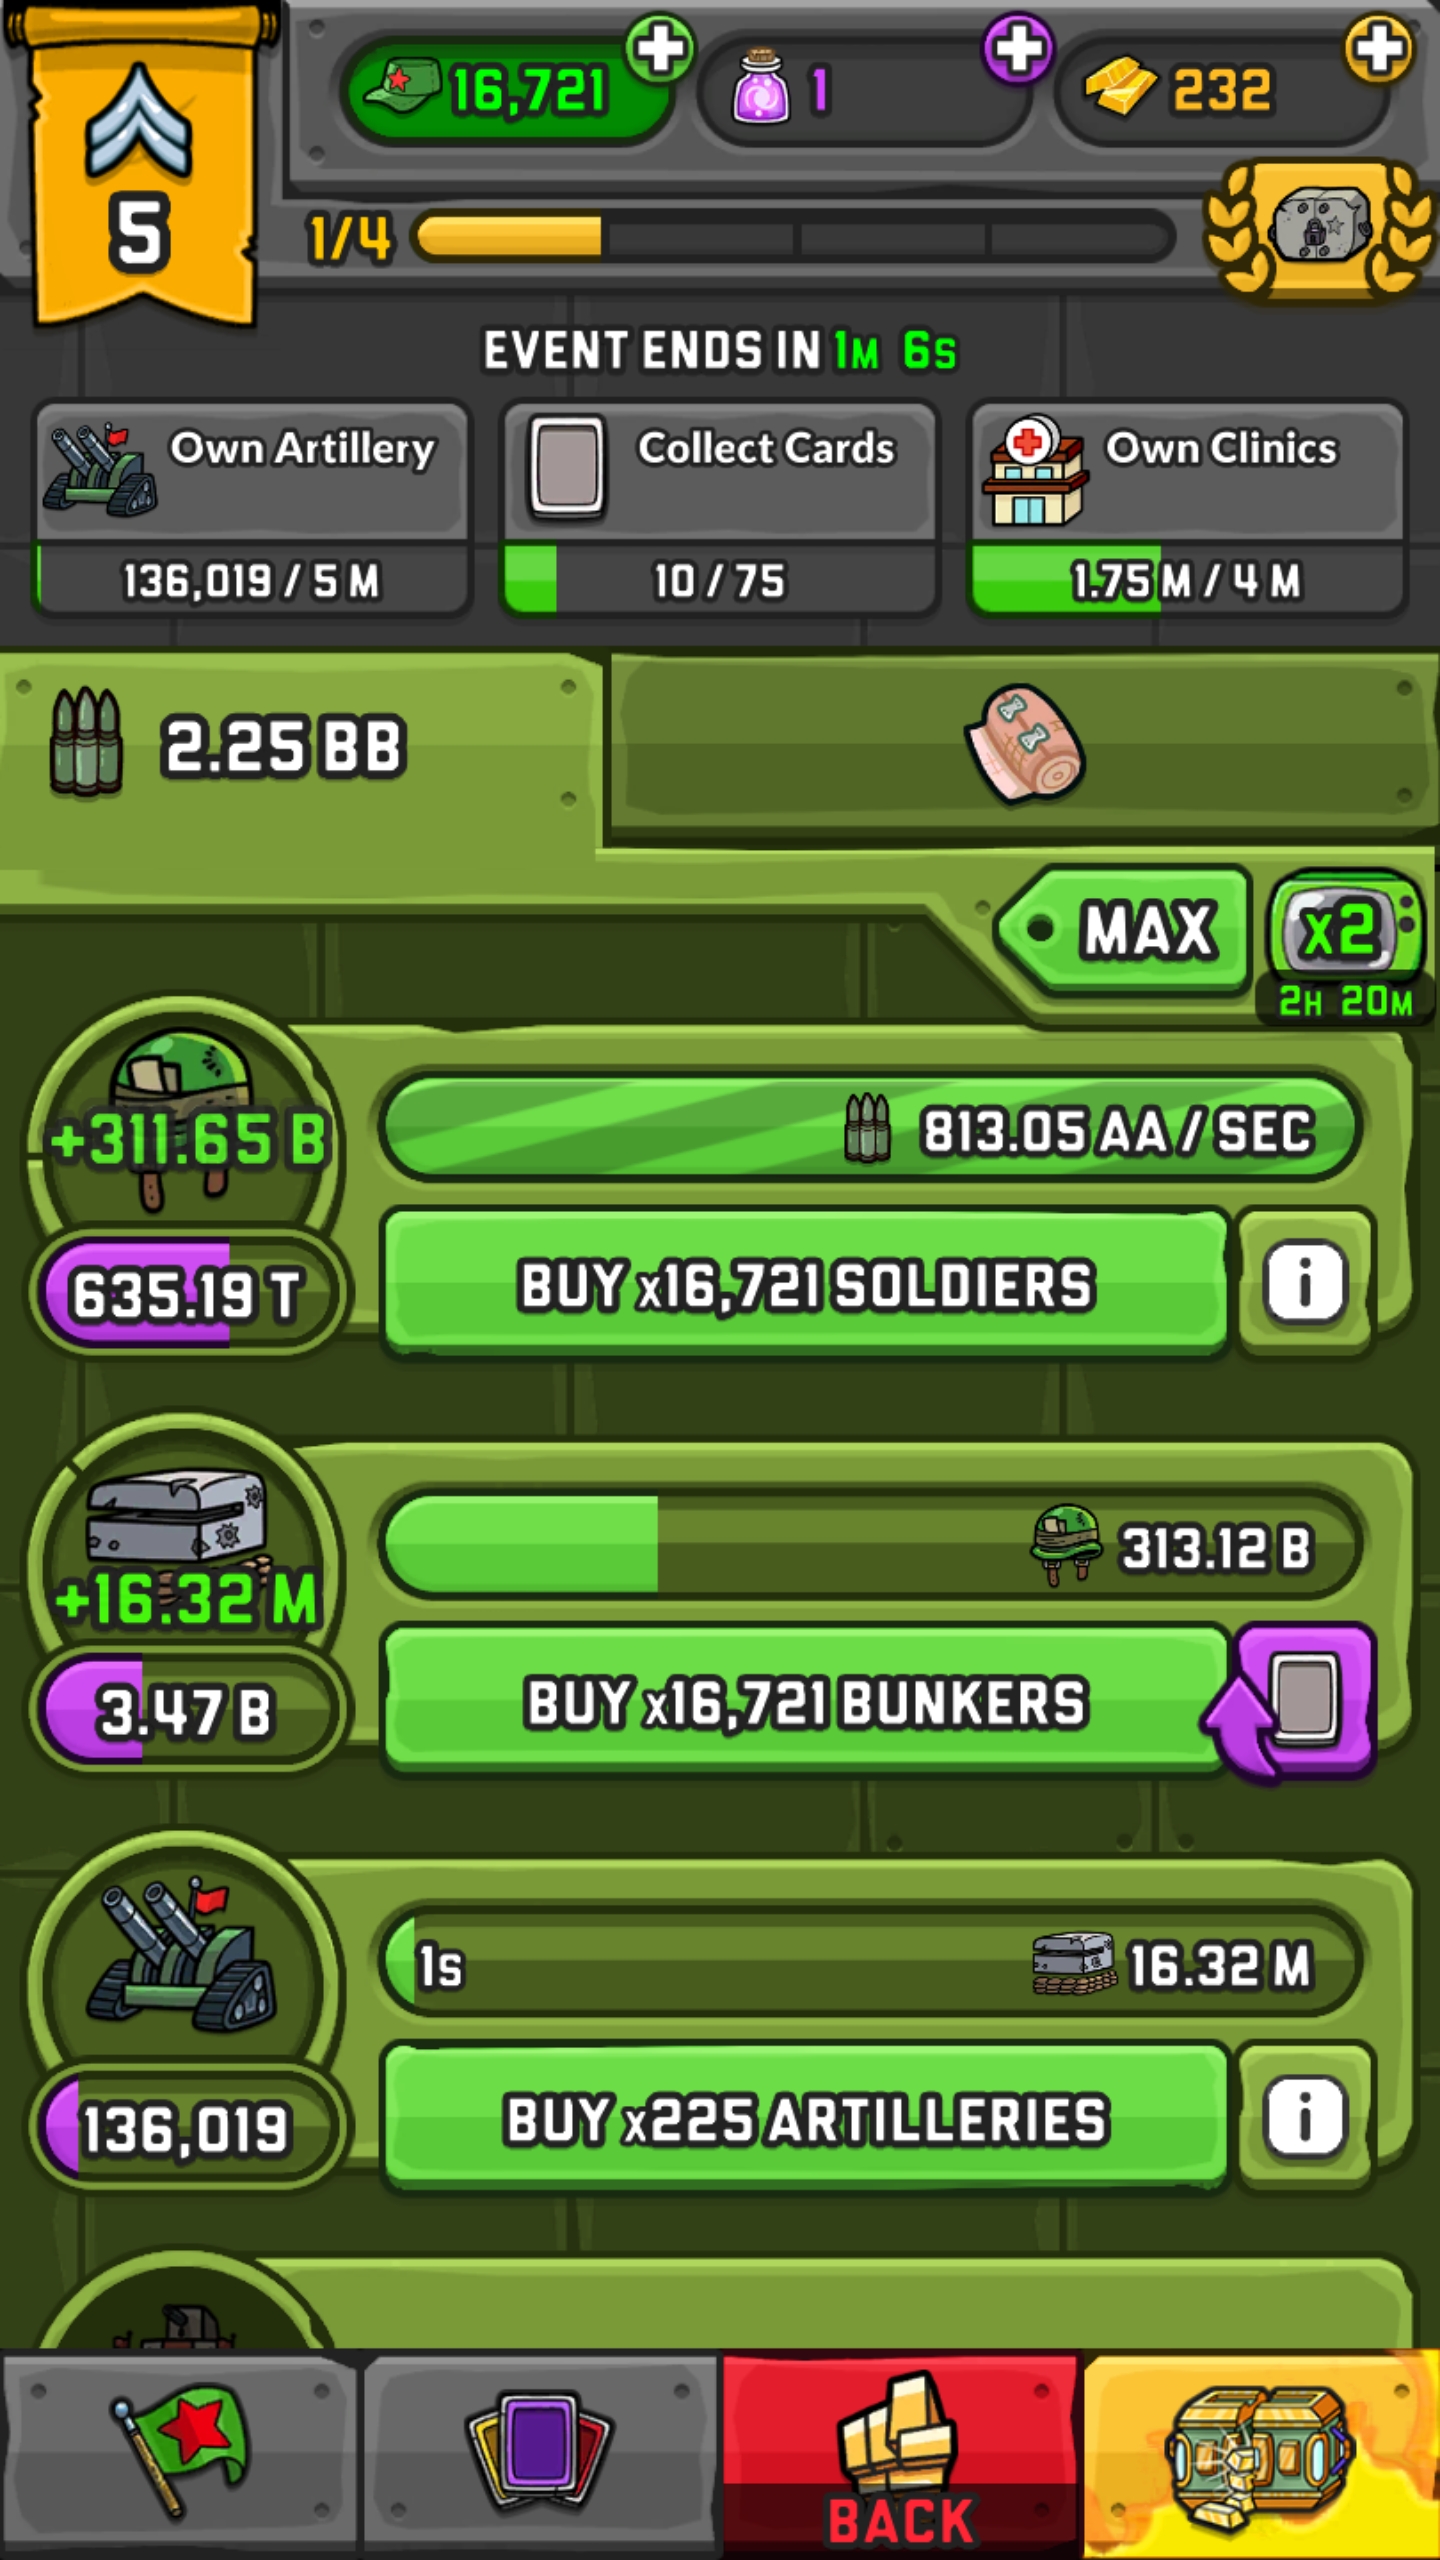 16,721
1
232
5
1/4
EVENT ENDS IN 1M 6S
Own Artillery
136,019 / 5 M
Collect Cards
10 / 75
Own Clinics
1.75 M / 4 M
2.25 BB
MAX
x2
2H 20M
+311.65 B
813.05 AA / SEC
635.19 T
BUY x16,721 SOLDIERS
i
313.12 B
+16.32 M
3.47 B
BUY x16,721 BUNKERS
1s
16.32 M
136,019
BUY x225 ARTILLERIES
i
BACK